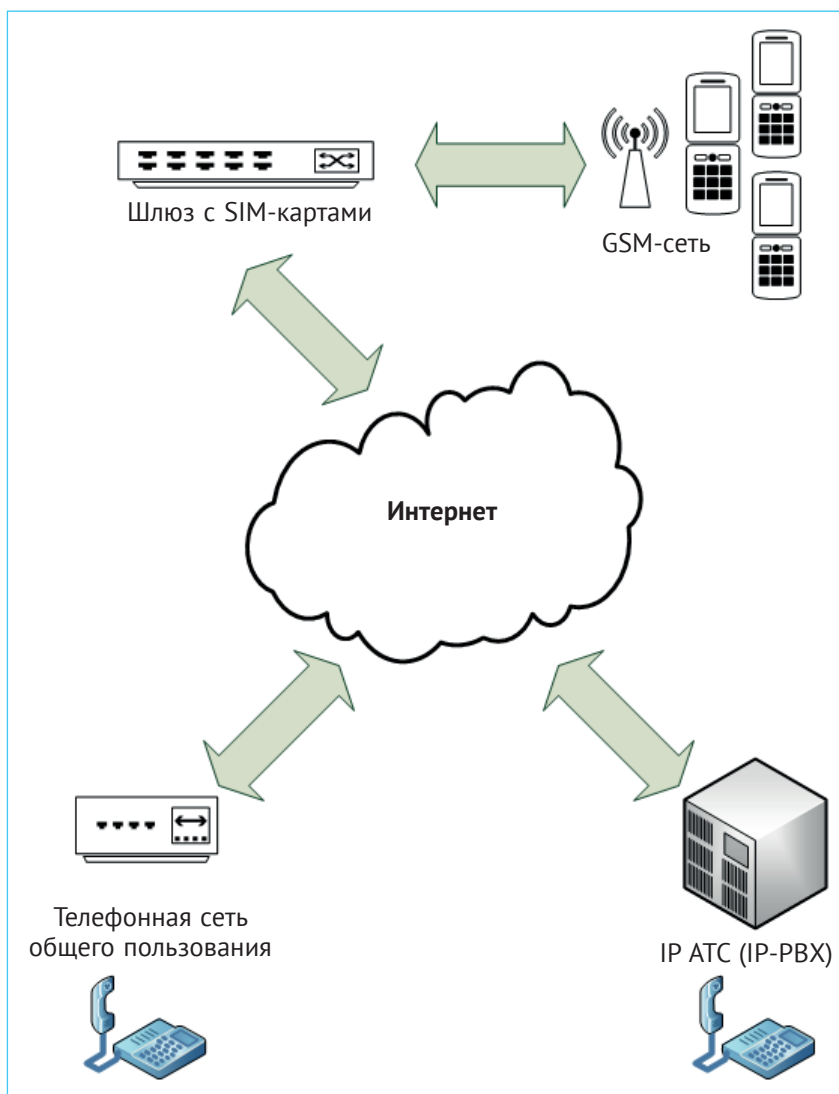 Шлюз с SIM-картами
GSM-сеть
Интернет
Телефонная сеть
общего пользования
IP АТС (IP-PBX)